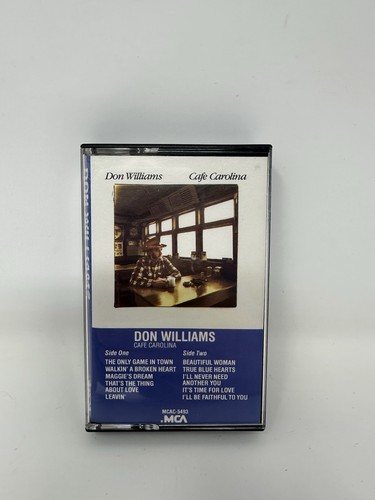 Don Williams Cafe Carolina
DON WILLIAMS
DON WILLIAMS
CAFE CAROLINA
Side One
THE ONLY GAME IN TOWN
WALKIN' A BROKEN HEART
MAGGIE'S DREAM
THAT'S THE THING
ABOUT LOVE
LEAVIN'
Side Two
BEAUTIFUL WOMAN
TRUE BLUE HEARTS
I'LL NEVER NEED
ANOTHER YOU
IT'S TIME FOR LOVE
I'LL BE FAITHFUL TO YOU
MCAC-5493
MCA